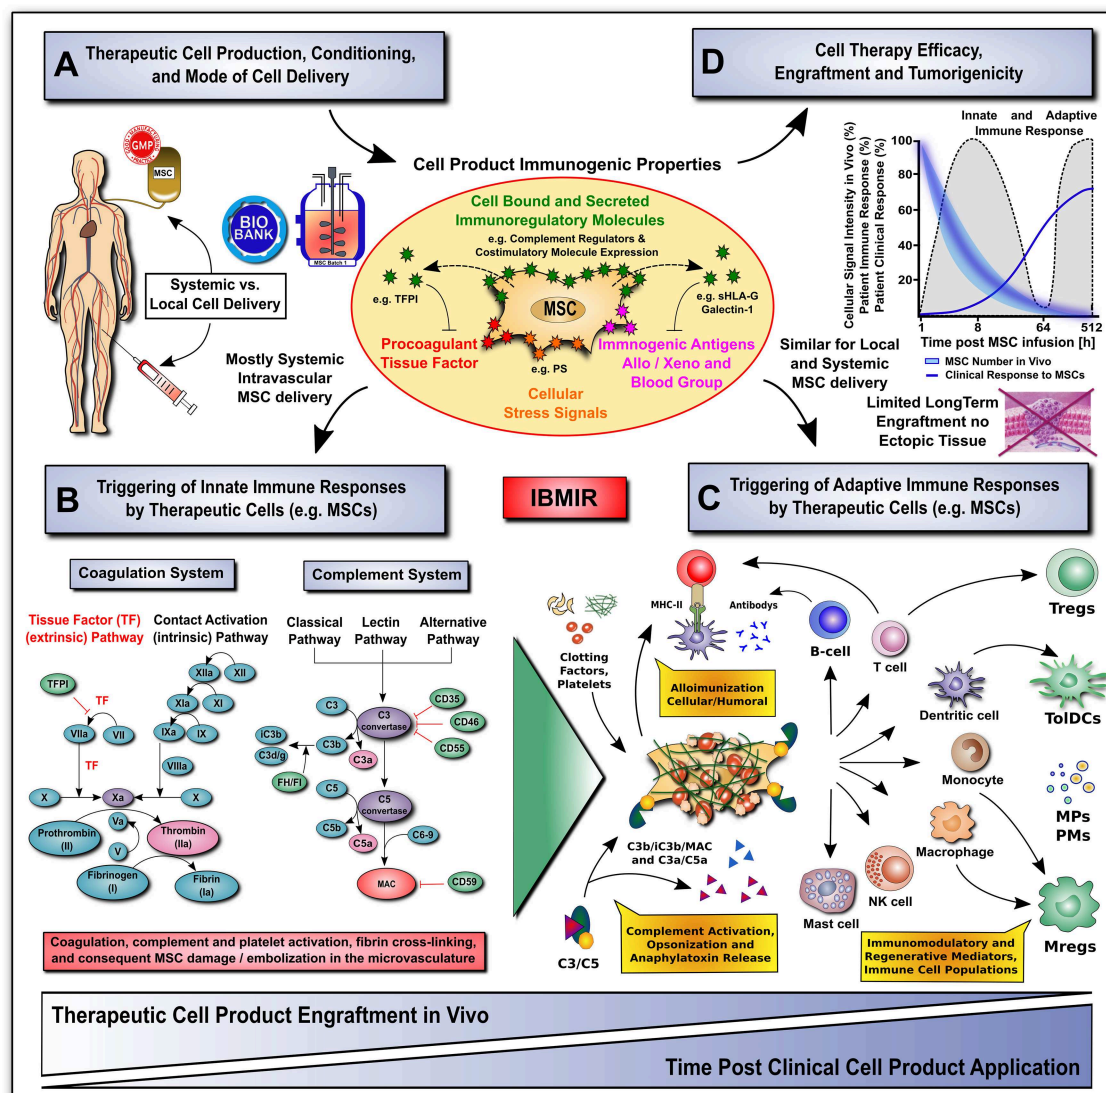 A
Therapeutic Cell Production, Conditioning,
and Mode of Cell Delivery
D
Cell Therapy Efficacy,
Engraftment and Tumorigenicity
GOOD MANUFACTURING PRACTICE
GMP
MSC
BIO
BANK
MSC Batch 1
Systemic vs.
Local Cell Delivery
Mostly Systemic
Intravascular
MSC delivery
Cell Product Immunogenic Properties
Cell Bound and Secreted
Immunoregulatory Molecules
e.g. Complement Regulators &
Costimulatory Molecule Expression
e.g. TFPI
MSC
e.g. sHLA-G
Galectin-1
Procoagulant
Tissue Factor
e.g. PS
Immnogenic Antigens
Allo / Xeno and
Blood Group
Cellular
Stress Signals
Similar for Local
and Systemic
MSC delivery
Innate and Adaptive
Immune Response
Cellular Signal Intensity in Vivo (%)
Patient Immune Response (%)
Patient Clinical Response (%)
100
80
60
40
20
1
8
64
512
Time post MSC infusion [h]
MSC Number in Vivo
Clinical Response to MSCs
Limited LongTerm
Engraftment no
Ectopic Tissue
B
Triggering of Innate Immune Responses
by Therapeutic Cells (e.g. MSCs)
IBMIR
C
Triggering of Adaptive Immune Responses
by Therapeutic Cells (e.g. MSCs)
Coagulation System
Complement System
Tissue Factor (TF)
(extrinsic) Pathway
Contact Activation
(intrinsic) Pathway
Classical
Pathway
Lectin
Pathway
Alternative
Pathway
XIIa
XII
TFPI
TF
XIa
XI
VIIa
VII
IXa
IX
TF
VIIIa
X
Xa
X
Va
Prothrombin
(II)
Thrombin
(IIa)
V
Fibrinogen
(I)
Fibrin
(Ia)
C3
C3
convertase
CD35
CD46
CD55
iC3b
C3d/g
C3b
C3a
FH/FI
C5
C5
convertase
C5b
C5a
C6-9
MAC
CD59
Coagulation, complement and platelet activation, fibrin cross-linking,
and consequent MSC damage / embolization in the microvasculature
Clotting
Factors,
Platelets
MHC-II
Antibodys
B-cell
T cell
Tregs
Alloimunization
Cellular/Humoral
Dentritic cell
TolDCs
Monocyte
MPs
PMs
Macrophage
C3b/iC3b/MAC
and C3a/C5a
NK cell
Mast cell
Mregs
C3/C5
Complement Activation,
Opsonization and
Anaphylatoxin Release
Immunomodulatory and
Regenerative Mediators,
Immune Cell Populations
Therapeutic Cell Product Engraftment in Vivo
Time Post Clinical Cell Product Application